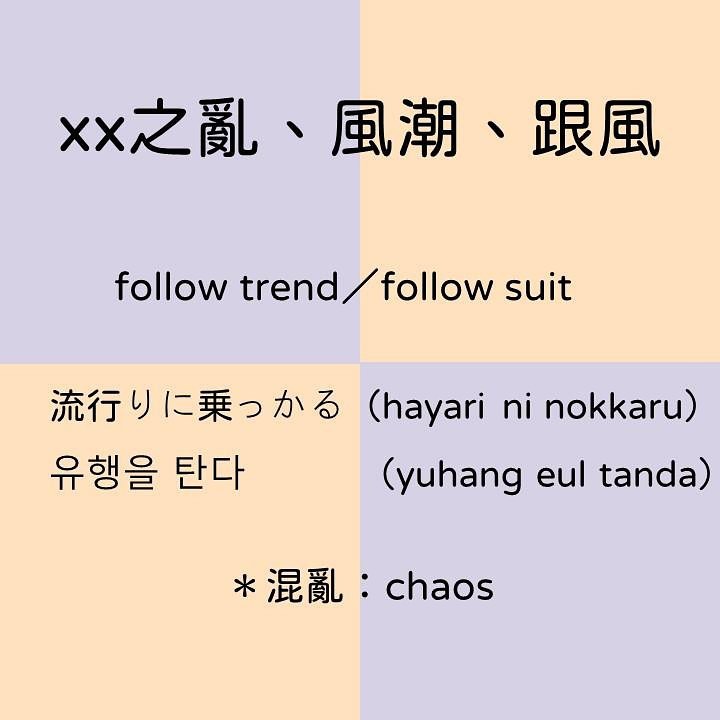 xx之亂、風潮、跟風
follow trend／follow suit
流行りに乗っかる（hayari ni nokkaru）
유행을 탄다（yuhang eul tanda）
＊混亂：chaos